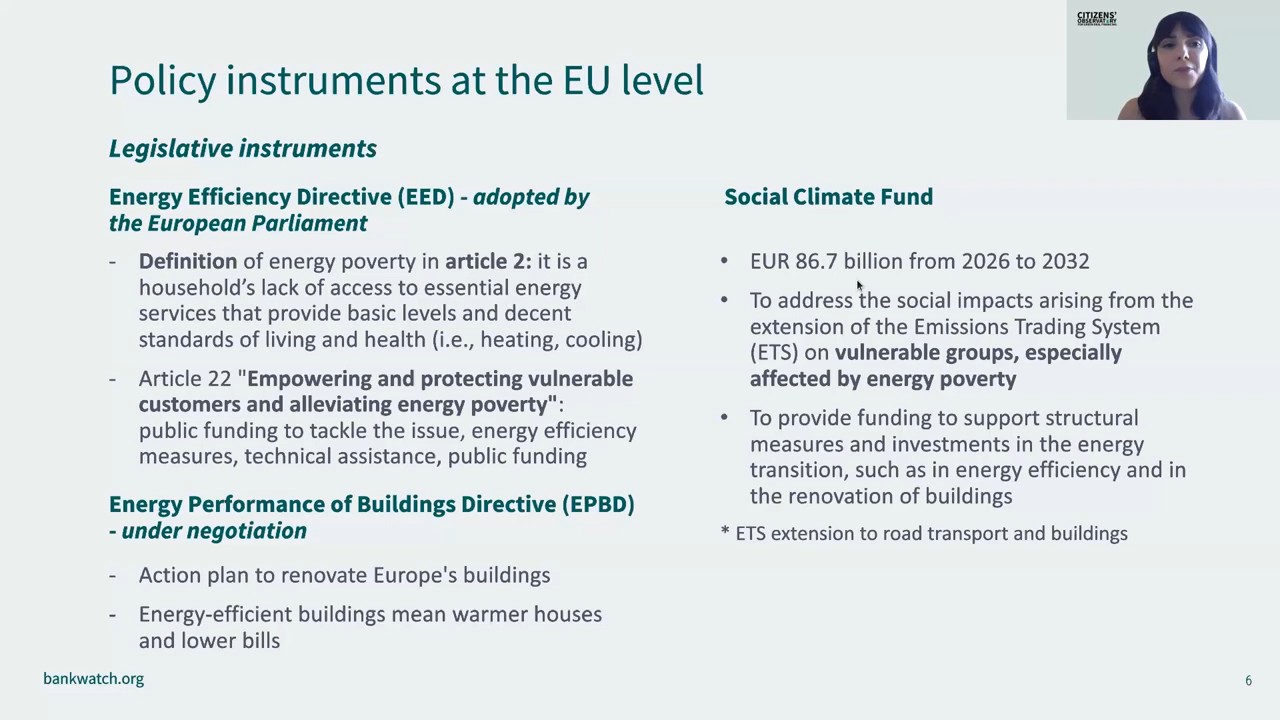 CITIZENS'
OBSERVATORY
Policy instruments at the EU level
Legislative instruments
Energy Efficiency Directive (EED) - adopted by
the European Parliament
- Definition of energy poverty in article 2: it is a
household's lack of access to essential energy
services that provide basic levels and decent
standards of living and health (i.e., heating, cooling)
- Article 22 "Empowering and protecting vulnerable
customers and alleviating energy poverty":
public funding to tackle the issue, energy efficiency
measures, technical assistance, public funding
Energy Performance of Buildings Directive (EPBD)
- under negotiation
- Action plan to renovate Europe's buildings
- Energy-efficient buildings mean warmer houses
and lower bills
Social Climate Fund
• EUR 86.7 billion from 2026 to 2032
• To address the social impacts arising from the
extension of the Emissions Trading System
(ETS) on vulnerable groups, especially
affected by energy poverty
• To provide funding to support structural
measures and investments in the energy
transition, such as in energy efficiency and in
the renovation of buildings
* ETS extension to road transport and buildings
bankwatch.org
6